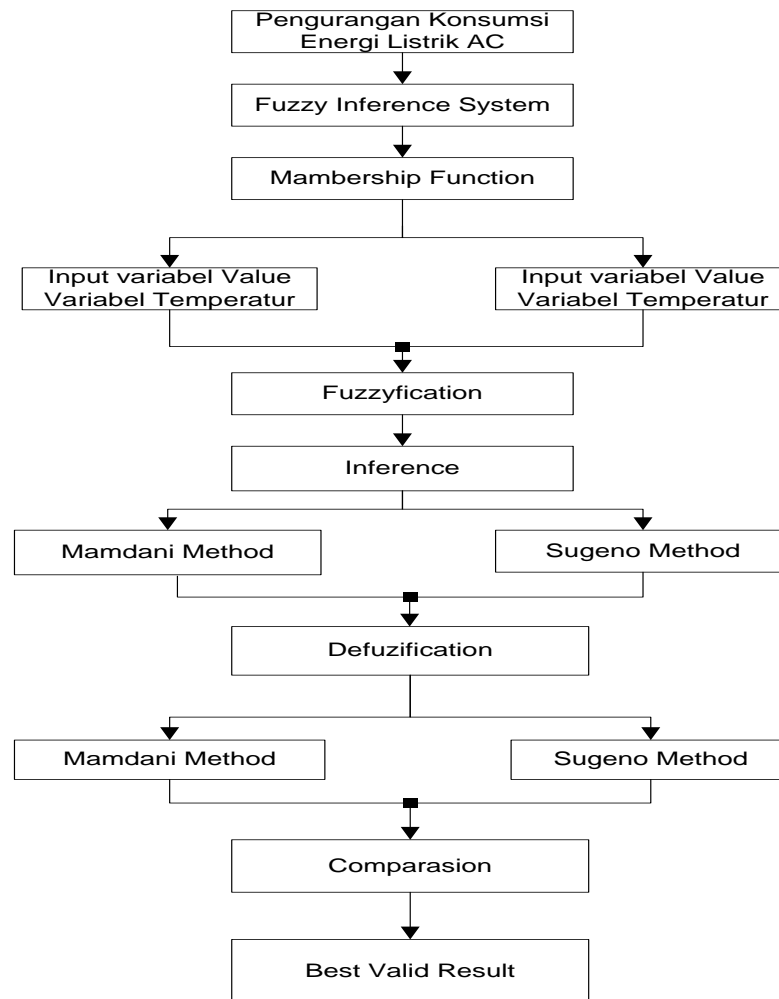 Pengurangan Konsumsi
Energi Listrik AC
Fuzzy Inference System
Mambership Function
Input variabel Value
Variabel Temperatur
Input variabel Value
Variabel Temperatur
Fuzzyfication
Inference
Mamdani Method
Sugeno Method
Defuzification
Mamdani Method
Sugeno Method
Comparasion
Best Valid Result